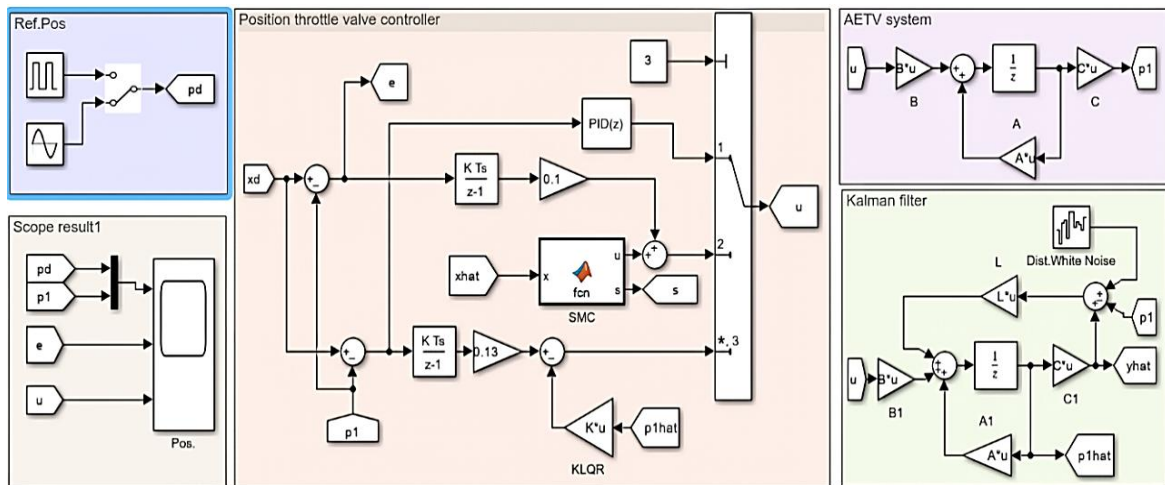 Ref.Pos
pd
Scope result1
pd
p1
e
u
Pos.
Position threshold valve controller
3
e
PID(z)
1
xd
+
−
K Ts
z-1
0.1
u
xhat
x
fcn
u
s
SMC
+
+
2
s
+
−
K Ts
z-1
0.13
+
−
*, 3
p1
K*u
p1hat
KLQR
AETV system
u
B*u
B
+
+
1
z
C*u
C
p1
A
A*u
Kalman filter
Dist.White Noise
L
L*u
+
+
−
p1
u
B*u
B1
+
+
+
1
z
C*u
C1
yhat
A1
A*u
p1hat